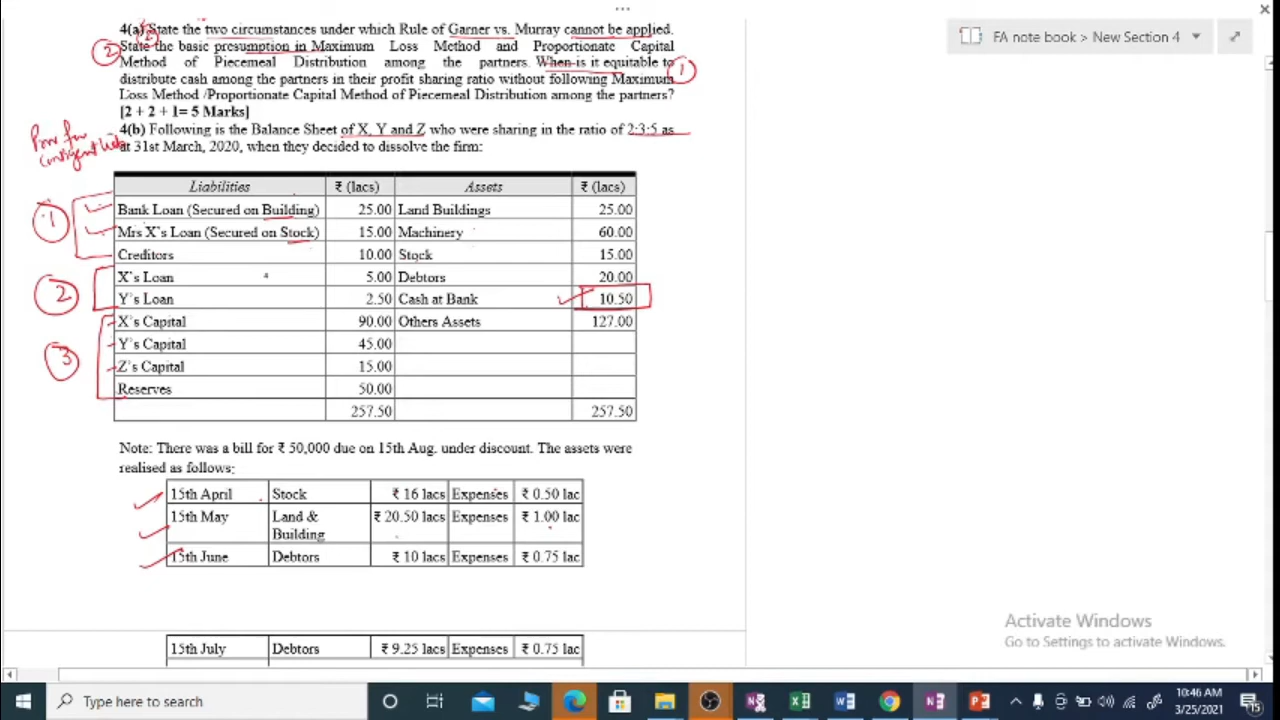 FA note book > New Section 4
4(a) State the two circumstances under which Rule of Garner vs. Murray cannot be applied.
State the basic presumption in Maximum Loss Method and Proportionate Capital
Method of Piecemeal Distribution among the partners. When is it equitable to
distribute cash among the partners in their profit sharing ratio without following Maximum
Loss Method /Proportionate Capital Method of Piecemeal Distribution among the partners?
[2 + 2 + 1= 5 Marks]
2
2
1
4(b) Following is the Balance Sheet of X, Y and Z who were sharing in the ratio of 2:3:5 as
at 31st March, 2020, when they decided to dissolve the firm:
Liabilities ₹ (lacs) Assets ₹ (lacs)
Bank Loan (Secured on Building) 25.00 Land Buildings 25.00
Mrs X's Loan (Secured on Stock) 15.00 Machinery 60.00
Creditors 10.00 Stock 15.00
X's Loan 5.00 Debtors 20.00
Y's Loan 2.50 Cash at Bank 10.50
X's Capital 90.00 Others Assets 127.00
Y's Capital 45.00
Z's Capital 15.00
Reserves 50.00
257.50 257.50
1
2
3
Note: There was a bill for ₹ 50,000 due on 15th Aug. under discount. The assets were
realised as follows:
15th April Stock ₹ 16 lacs Expenses ₹ 0.50 lac
15th May Land & ₹ 20.50 lacs Expenses ₹ 1.00 lac
Building
15th June Debtors ₹ 10 lacs Expenses ₹ 0.75 lac
15th July Debtors ₹ 9.25 lacs Expenses ₹ 0.75 lac
Activate Windows
Go to Settings to activate Windows.
Type here to search
10:46 AM
3/25/2021
15